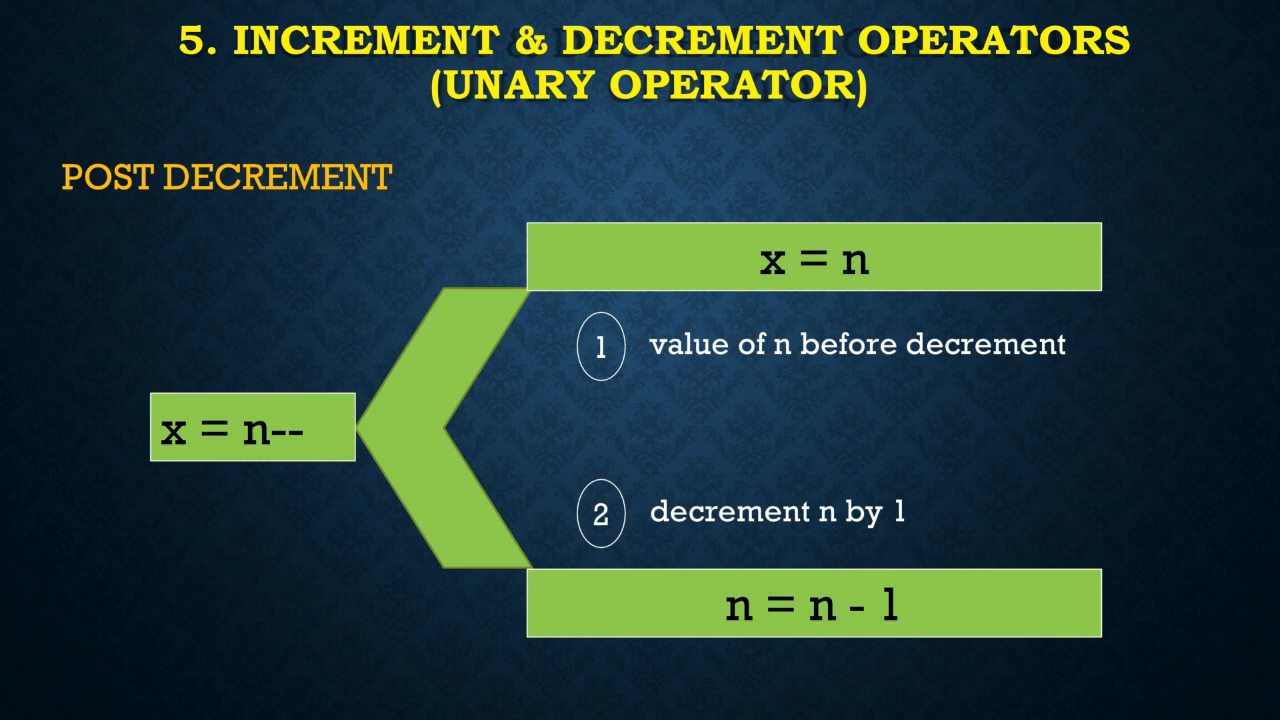 5. INCREMENT & DECREMENT OPERATORS
(UNARY OPERATOR)
POST DECREMENT
x = n
1 value of n before decrement
x = n--
2 decrement n by 1
n = n - 1